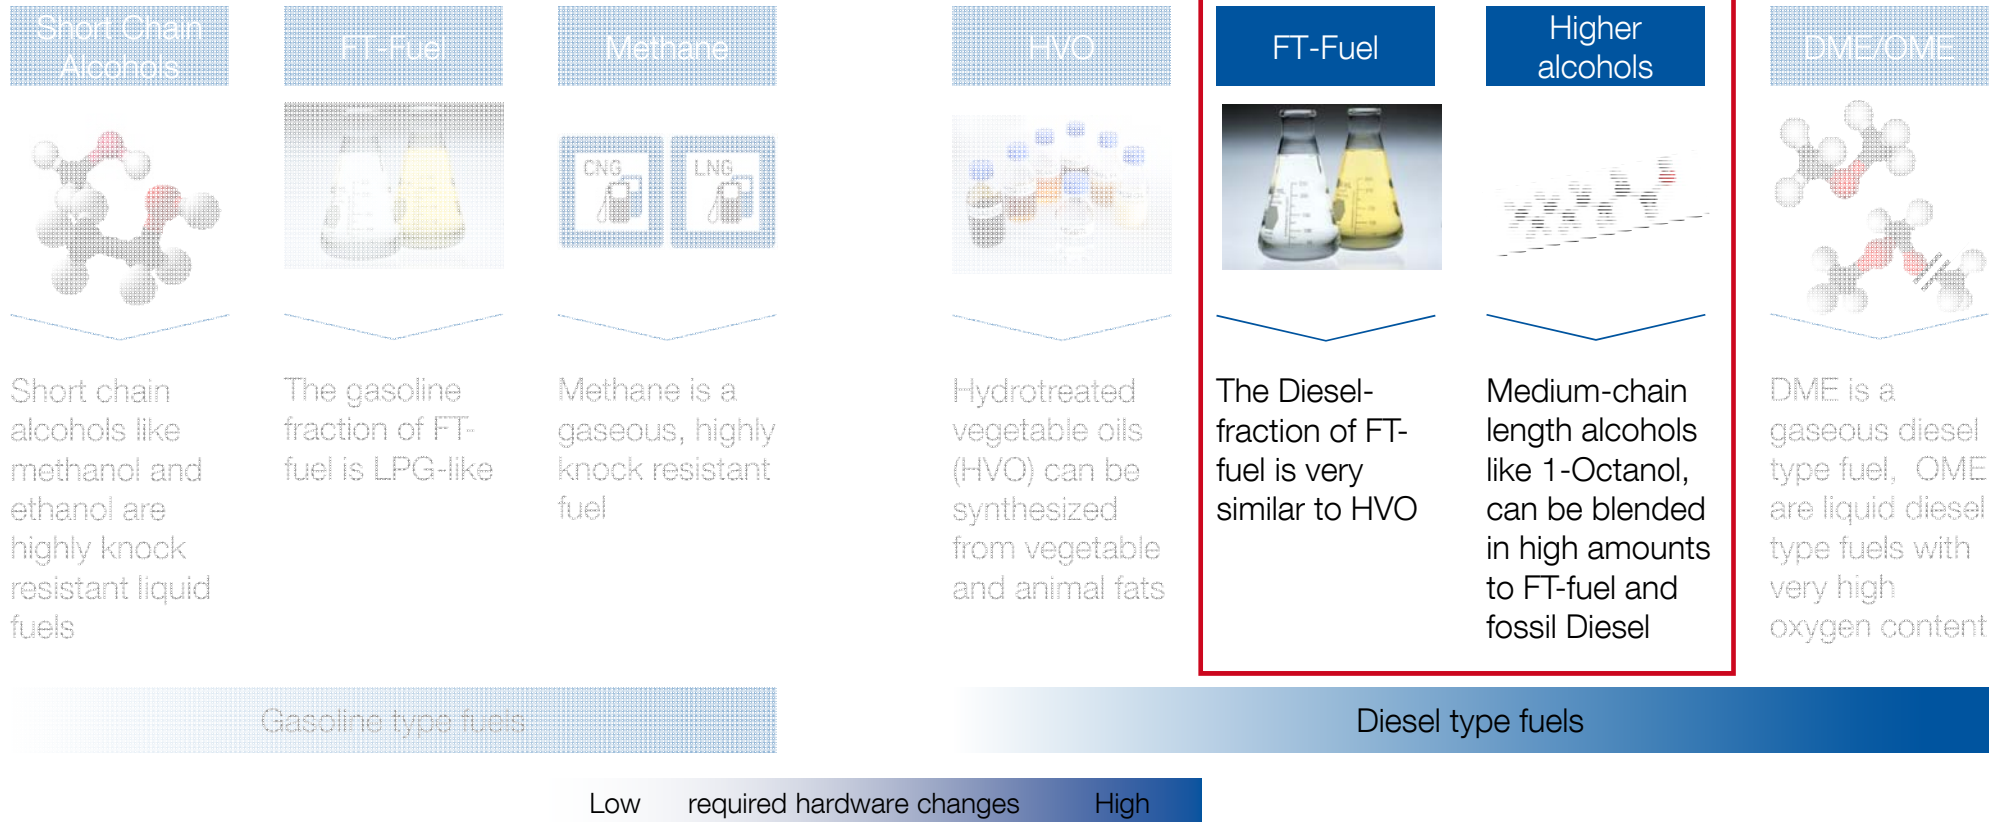 Short Chain
Alcohols
FT-Fuel
Methane
HVO
FT-Fuel
Higher
alcohols
DME/OME
CNG
LNG
Short chain
alcohols like
methanol and
ethanol are
highly knock
resistant liquid
fuels
The gasoline
fraction of FT-
fuel is LPG-like
Methane is a
gaseous, highly
knock resistant
fuel
Hydrotreated
vegetable oils
(HVO) can be
synthesized
from vegetable
and animal fats
The Diesel-
fraction of FT-
fuel is very
similar to HVO
Medium-chain
length alcohols
like 1-Octanol,
can be blended
in high amounts
to FT-fuel and
fossil Diesel
DME is a
gaseous diesel
type fuel, OME
are liquid diesel
type fuels with
very high
oxygen content
Gasoline type fuels
Diesel type fuels
Low required hardware changes High